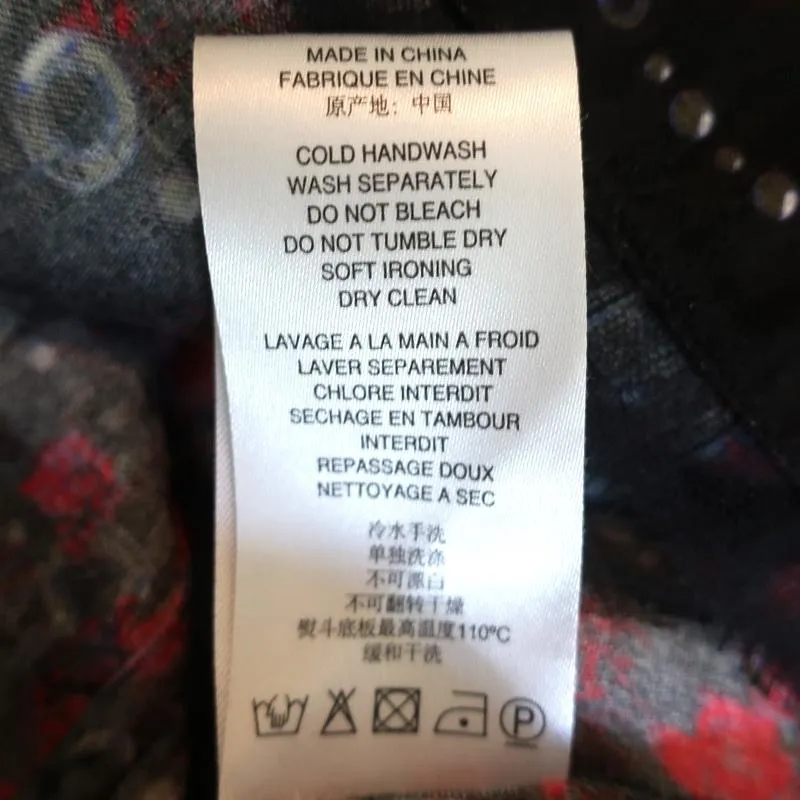 MADE IN CHINA
FABRIQUE EN CHINE
原产地：中国
COLD HANDWASH
WASH SEPARATELY
DO NOT BLEACH
DO NOT TUMBLE DRY
SOFT IRONING
DRY CLEAN
LAVAGE A LA MAIN A FROID
LAVER SEPAREMENT
CHLORE INTERDIT
SECHAGE EN TAMBOUR
INTERDIT
REPASSAGE DOUX
NETTOYAGE A SEC
冷水手洗
单独洗涤
不可漂白
不可翻转干燥
熨斗底板最高温度110ºC
缓和干洗
P